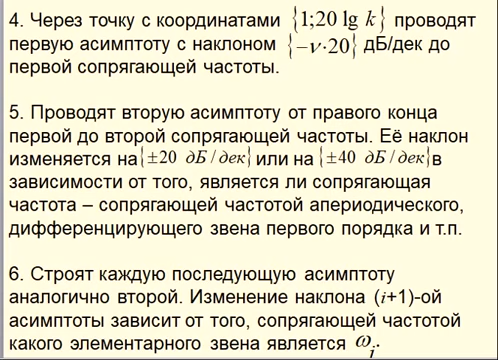 4. Через точку с координатами {1;20 lg k} проводят
первую асимптоту с наклоном {−ν·20} дБ/дек до
первой сопрягающей частоты.
5. Проводят вторую асимптоту от правого конца
первой до второй сопрягающей частоты. Её наклон
изменяется на{±20 дБ/дек}или на {±40 дБ/дек}в
зависимости от того, является ли сопрягающая
частота – сопрягающей частотой апериодического,
дифференцирующего звена первого порядка и т.п.
6. Строят каждую последующую асимптоту
аналогично второй. Изменение наклона (i+1)-ой
асимптоты зависит от того, сопрягающей частотой
какого элементарного звена является ωi.